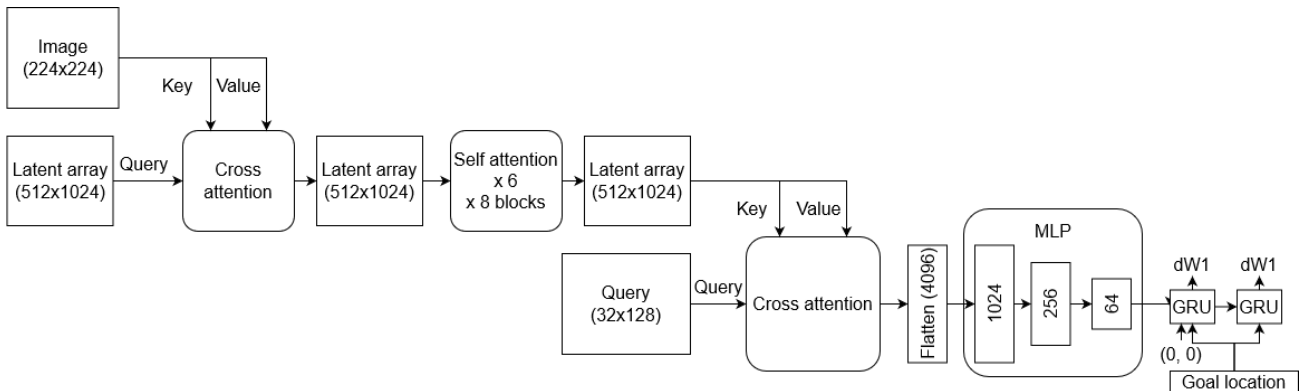 Image
(224x224)
Key
Value
Latent array
(512x1024)
Query
Cross
attention
Latent array
(512x1024)
Self attention
x 6
x 8 blocks
Latent array
(512x1024)
Key
Value
Query
(32x128)
Query
Cross attention
Flatten (4096)
MLP
1024
256
64
dW1
dW1
GRU
GRU
(0, 0)
Goal location